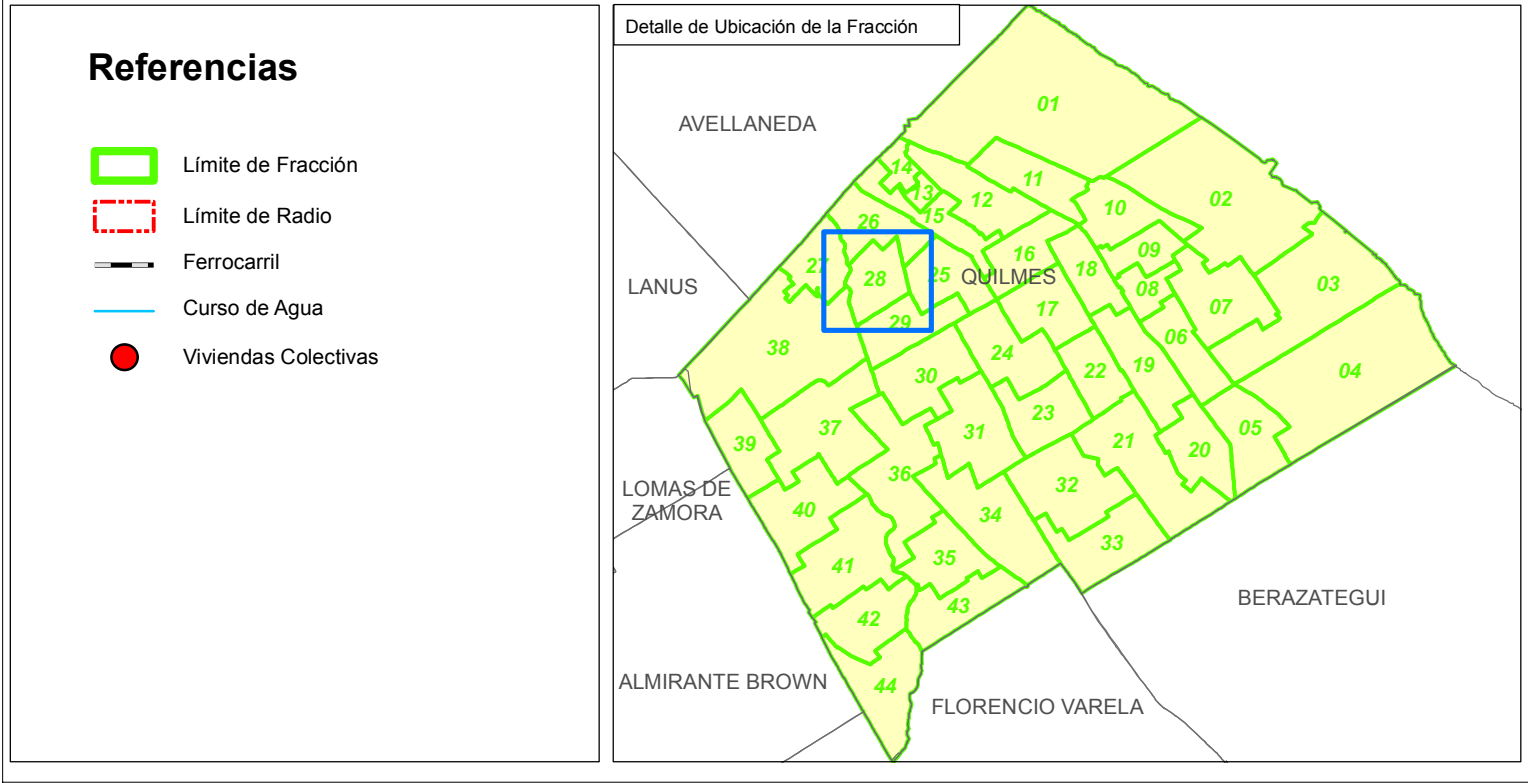 Referencias
Límite de Fracción
Límite de Radio
Ferrocarril
Curso de Agua
Viviendas Colectivas
Detalle de Ubicación de la Fracción
01
AVELLANEDA
14
11
13
12
02
10
15
26
09
16
27
28
25
QUILMES
18
03
LANUS
08
07
17
29
06
38
24
04
19
22
30
23
37
31
05
39
21
20
36
32
LOMAS DE
ZAMORA
40
34
33
35
41
BERAZATEGUI
43
42
ALMIRANTE BROWN
44
FLORENCIO VARELA